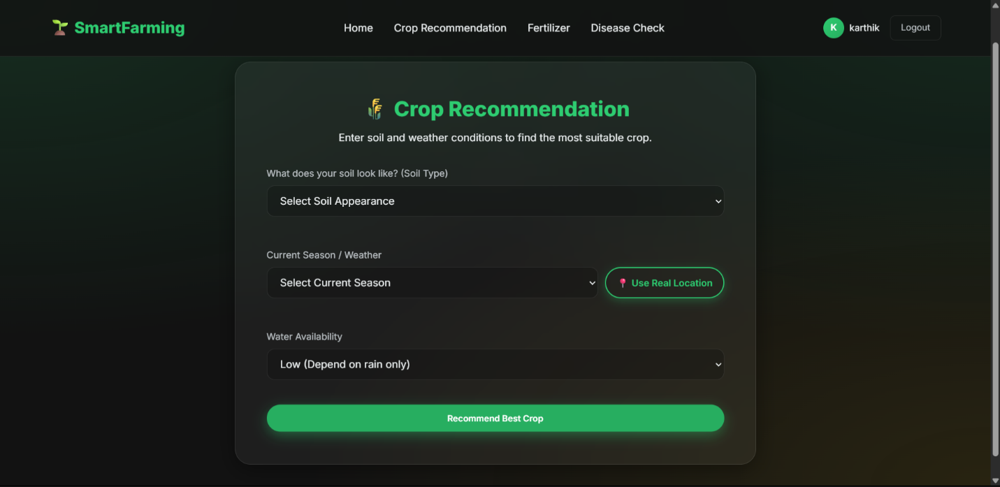 SmartFarming
Home
Crop Recommendation
Fertilizer
Disease Check
K
karthik
Logout
Crop Recommendation
Enter soil and weather conditions to find the most suitable crop.
What does your soil look like? (Soil Type)
Select Soil Appearance
Current Season / Weather
Select Current Season
Use Real Location
Water Availability
Low (Depend on rain only)
Recommend Best Crop